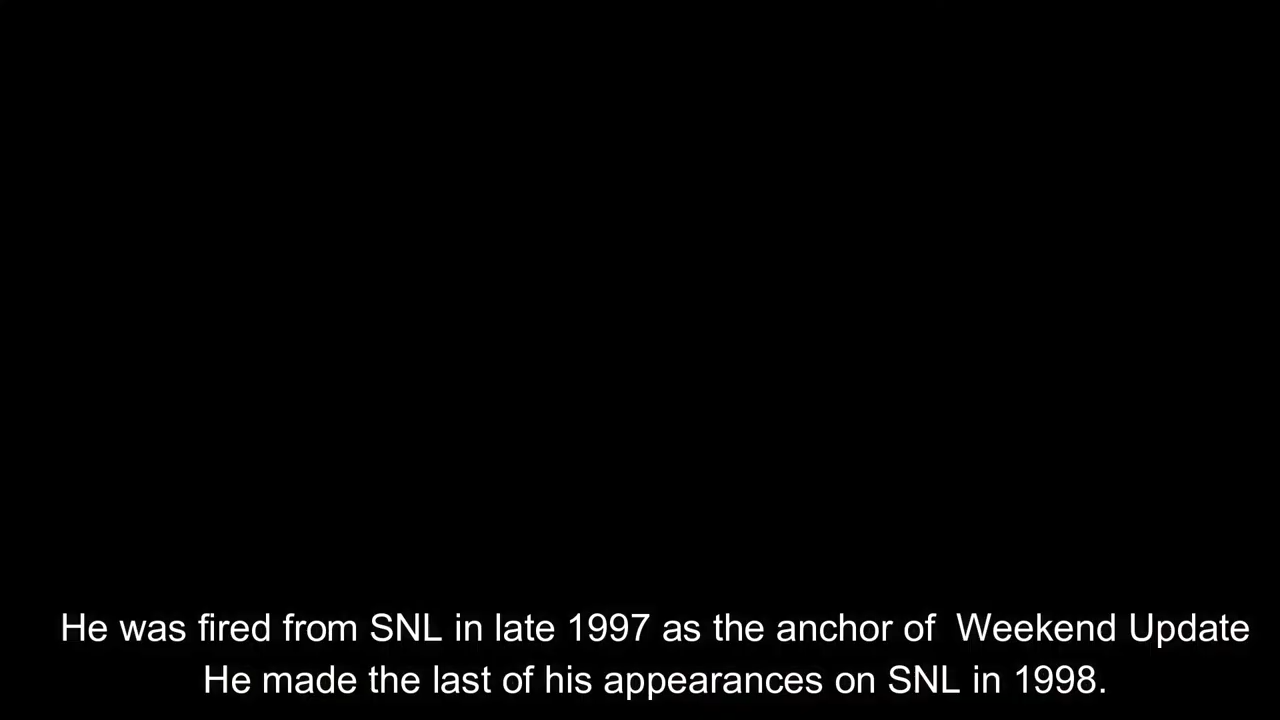 He was fired from SNL in late 1997 as the anchor of  Weekend Update
He made the last of his appearances on SNL in 1998.